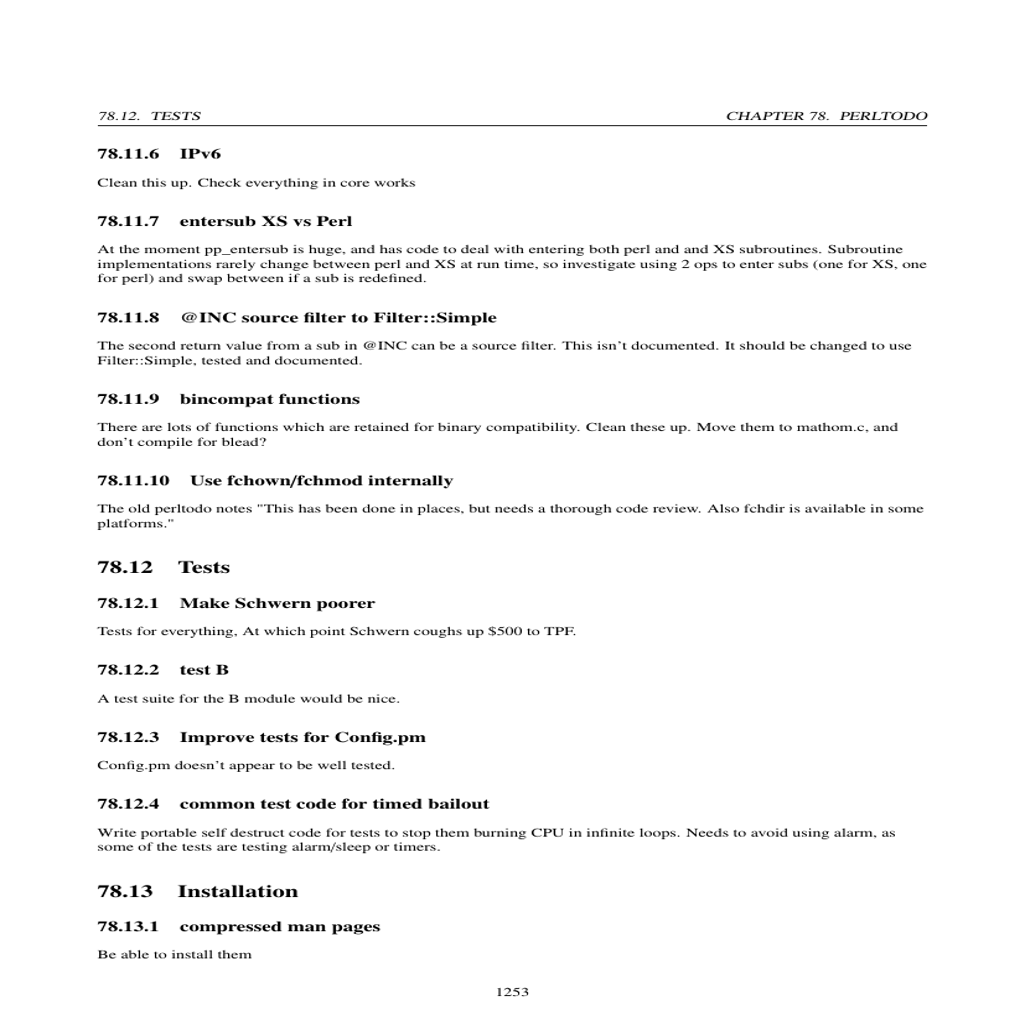 78.12. TESTS CHAPTER 78. PERLTODO
78.11.6 IPv6
Clean this up. Check everything in core works
78.11.7 entersub XS vs Perl
At the moment pp_entersub is huge, and has code to deal with entering both perl and and XS subroutines. Subroutine
implementations rarely change between perl and XS at run time, so investigate using 2 ops to enter subs (one for XS, one
for perl) and swap between if a sub is redefined.
78.11.8 @INC source filter to Filter::Simple
The second return value from a sub in @INC can be a source filter. This isn't documented. It should be changed to use
Filter::Simple, tested and documented.
78.11.9 bincompat functions
There are lots of functions which are retained for binary compatibility. Clean these up. Move them to mathom.c, and
don't compile for blead?
78.11.10 Use fchown/fchmod internally
The old perltodo notes "This has been done in places, but needs a thorough code review. Also fchdir is available in some
platforms."
78.12 Tests
78.12.1 Make Schwern poorer
Tests for everything, At which point Schwern coughs up $500 to TPF.
78.12.2 test B
A test suite for the B module would be nice.
78.12.3 Improve tests for Config.pm
Config.pm doesn't appear to be well tested.
78.12.4 common test code for timed bailout
Write portable self destruct code for tests to stop them burning CPU in infinite loops. Needs to avoid using alarm, as
some of the tests are testing alarm/sleep or timers.
78.13 Installation
78.13.1 compressed man pages
Be able to install them
1253